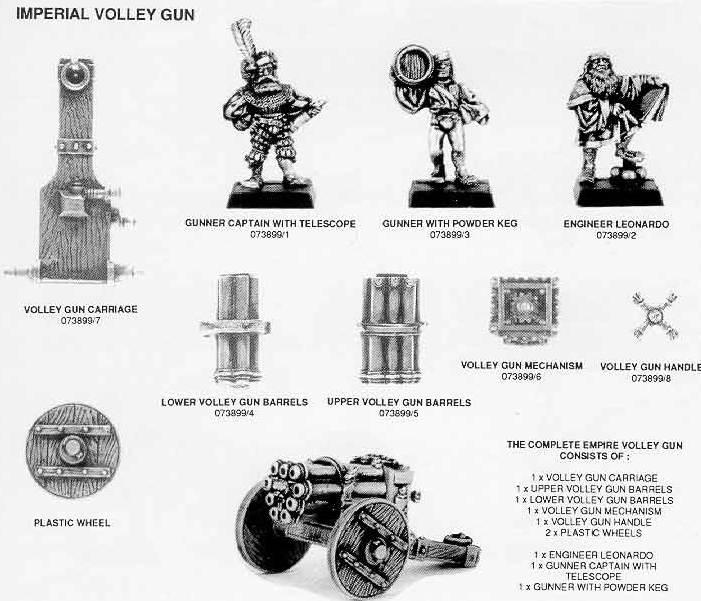 IMPERIAL VOLLEY GUN
GUNNER CAPTAIN WITH TELESCOPE
073899/1
GUNNER WITH POWDER KEG
073899/3
ENGINEER LEONARDO
073899/2
VOLLEY GUN CARRIAGE
073899/7
LOWER VOLLEY GUN BARRELS
073899/4
UPPER VOLLEY GUN BARRELS
073899/5
VOLLEY GUN MECHANISM
073899/6
VOLLEY GUN HANDLE
073899/8
PLASTIC WHEEL
THE COMPLETE EMPIRE VOLLEY GUN
CONSISTS OF :
1 x VOLLEY GUN CARRIAGE
1 x UPPER VOLLEY GUN BARRELS
1 x LOWER VOLLEY GUN BARRELS
1 x VOLLEY GUN MECHANISM
1 x VOLLEY GUN HANDLE
2 x PLASTIC WHEELS
1 x ENGINEER LEONARDO
1 x GUNNER CAPTAIN WITH
TELESCOPE
1 x GUNNER WITH POWDER KEG